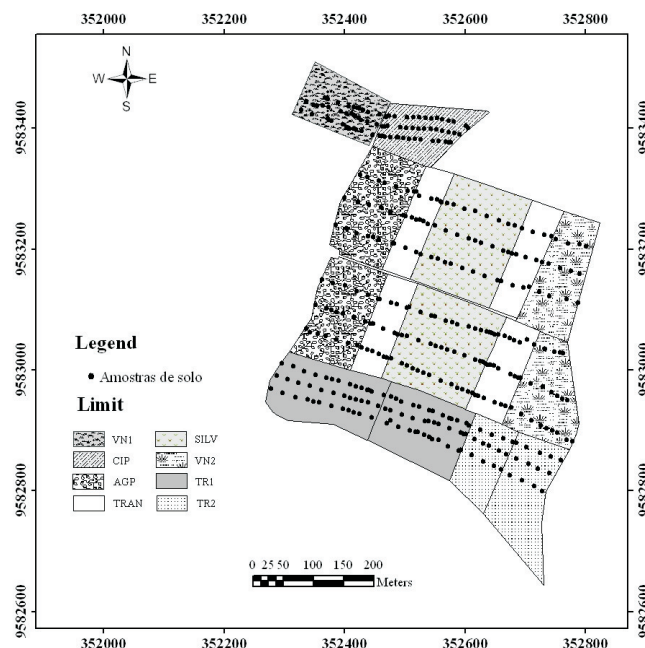 352000 352200 352400 352600 352800
N
W E
S
9583400 9583400
9583200 9583200
9583000 9583000
9582800 9582800
9582600 9582600
Legend
Amostras de solo
Limit
VN1 SILV
CIP VN2
AGP TR1
TRAN TR2
0 25 50 100 150 200
Meters
352000 352200 352400 352600 352800